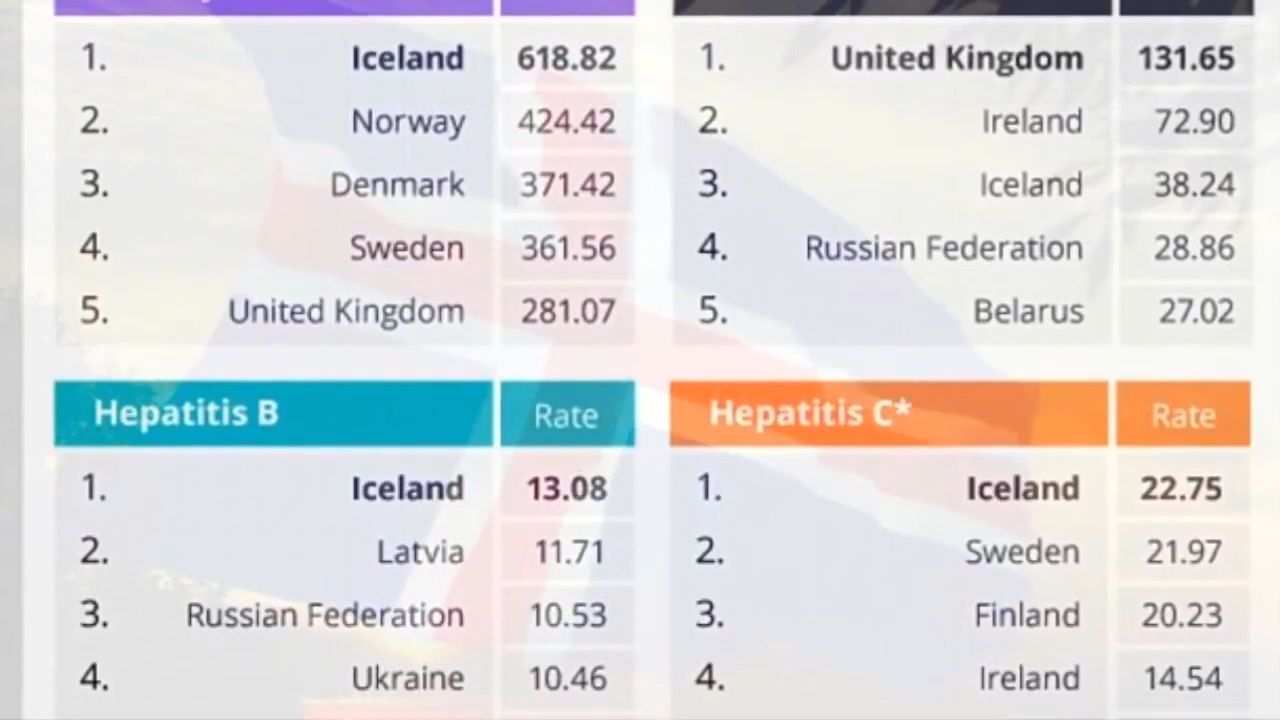 1. Iceland 618.82
2. Norway 424.42
3. Denmark 371.42
4. Sweden 361.56
5. United Kingdom 281.07
1. United Kingdom 131.65
2. Ireland 72.90
3. Iceland 38.24
4. Russian Federation 28.86
5. Belarus 27.02
Hepatitis B Rate
1. Iceland 13.08
2. Latvia 11.71
3. Russian Federation 10.53
4. Ukraine 10.46
Hepatitis C* Rate
1. Iceland 22.75
2. Sweden 21.97
3. Finland 20.23
4. Ireland 14.54